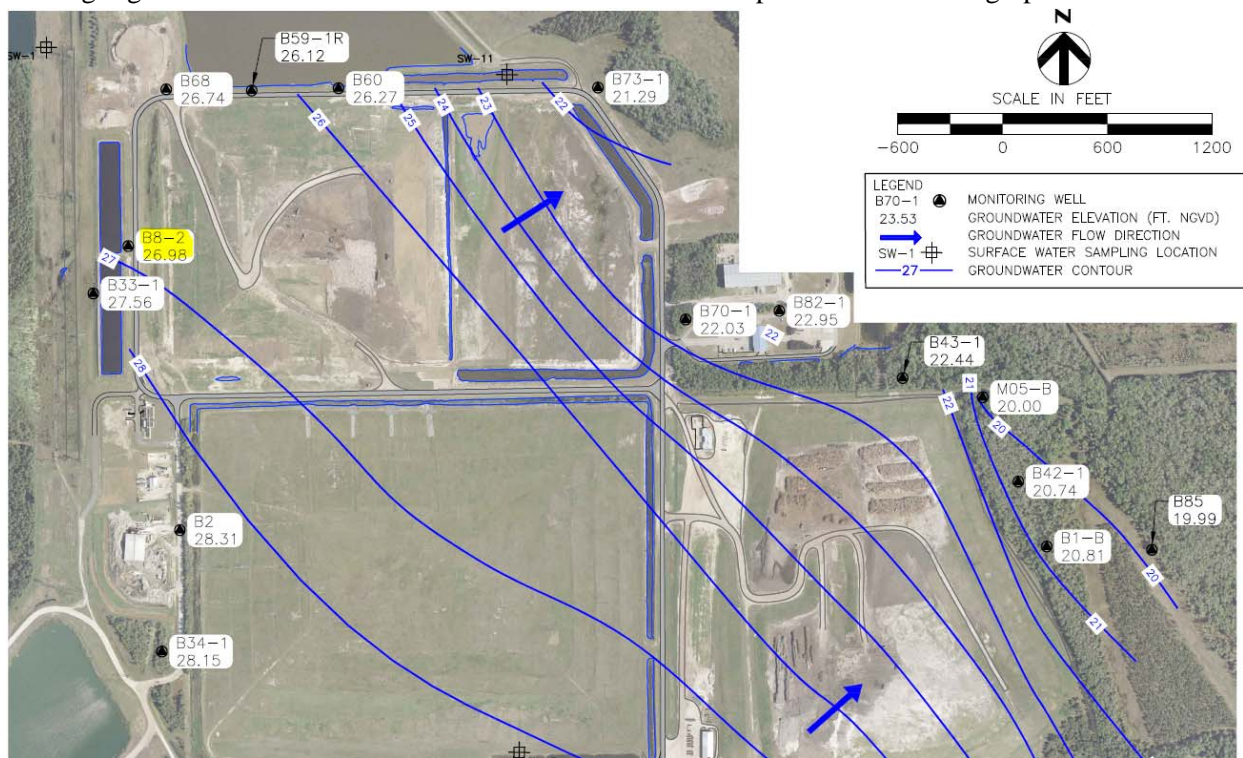 SW-1
B68
26.74
B59-1R
26.12
B60
26.27
SW-11
B73-1
21.29
N
SCALE IN FEET
-600 0 600 1200
LEGEND
B70-1 MONITORING WELL
23.53 GROUNDWATER ELEVATION (FT. NGVD)
GROUNDWATER FLOW DIRECTION
SW-1 SURFACE WATER SAMPLING LOCATION
27 GROUNDWATER CONTOUR
26
25
24
23
22
B8-2
26.98
27
B33-1
27.56
28
B70-1
22.03
B82-1
22.95
22
B43-1
22.44
22
21
M05-B
20.00
20
B42-1
20.74
B85
19.99
B1-B
20.81
20
21
B2
28.31
B34-1
28.15